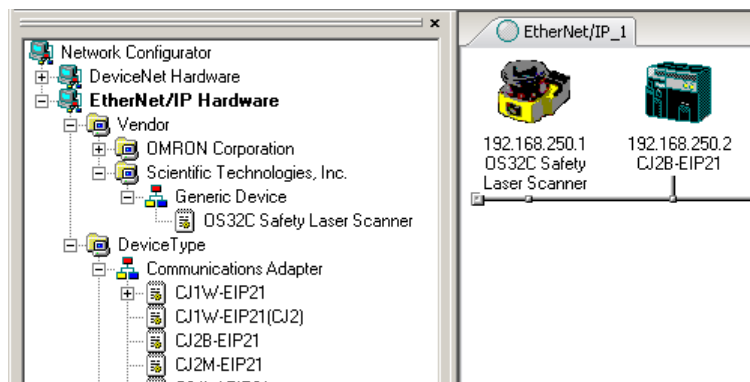 Network Configurator
DeviceNet Hardware
EtherNet/IP Hardware
Vendor
OMRON Corporation
Scientific Technologies, Inc.
Generic Device
OS32C Safety Laser Scanner
DeviceType
Communications Adapter
CJ1W-EIP21
CJ1W-EIP21(CJ2)
CJ2B-EIP21
CJ2M-EIP21
EtherNet/IP_1
192.168.250.1
OS32C Safety
Laser Scanner
192.168.250.2
CJ2B-EIP21